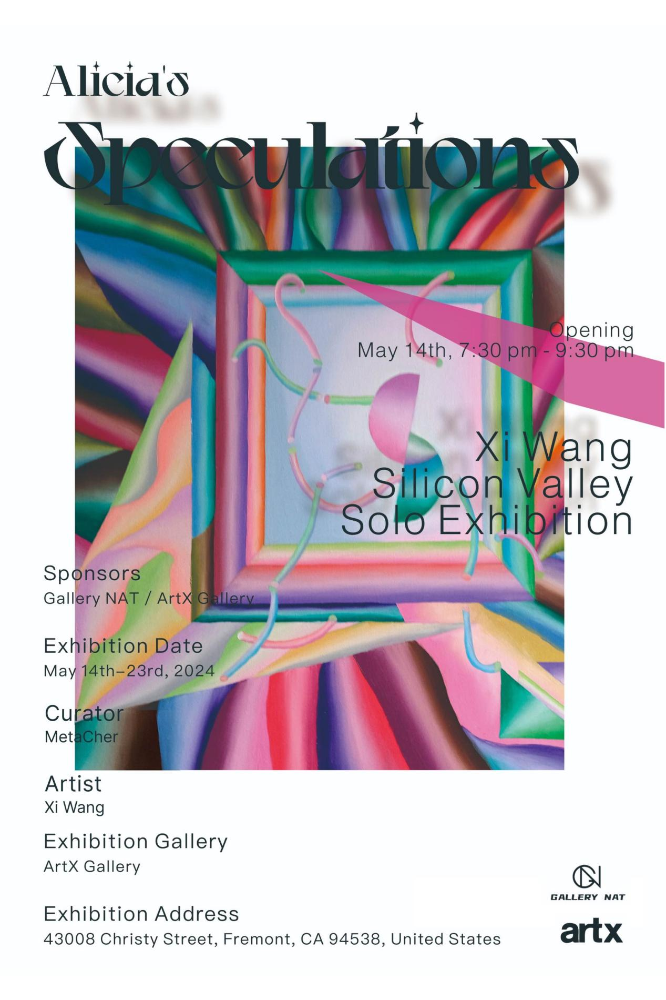 Alicia's
Speculations
Opening
May 14th, 7:30 pm - 9:30 pm
Xi Wang
Silicon Valley
Solo Exhibition
Sponsors
Gallery NAT / ArtX Gallery
Exhibition Date
May 14th–23rd, 2024
Curator
MetaCher
Artist
Xi Wang
Exhibition Gallery
ArtX Gallery
Exhibition Address
43008 Christy Street, Fremont, CA 94538, United States
GALLERY NAT
artx